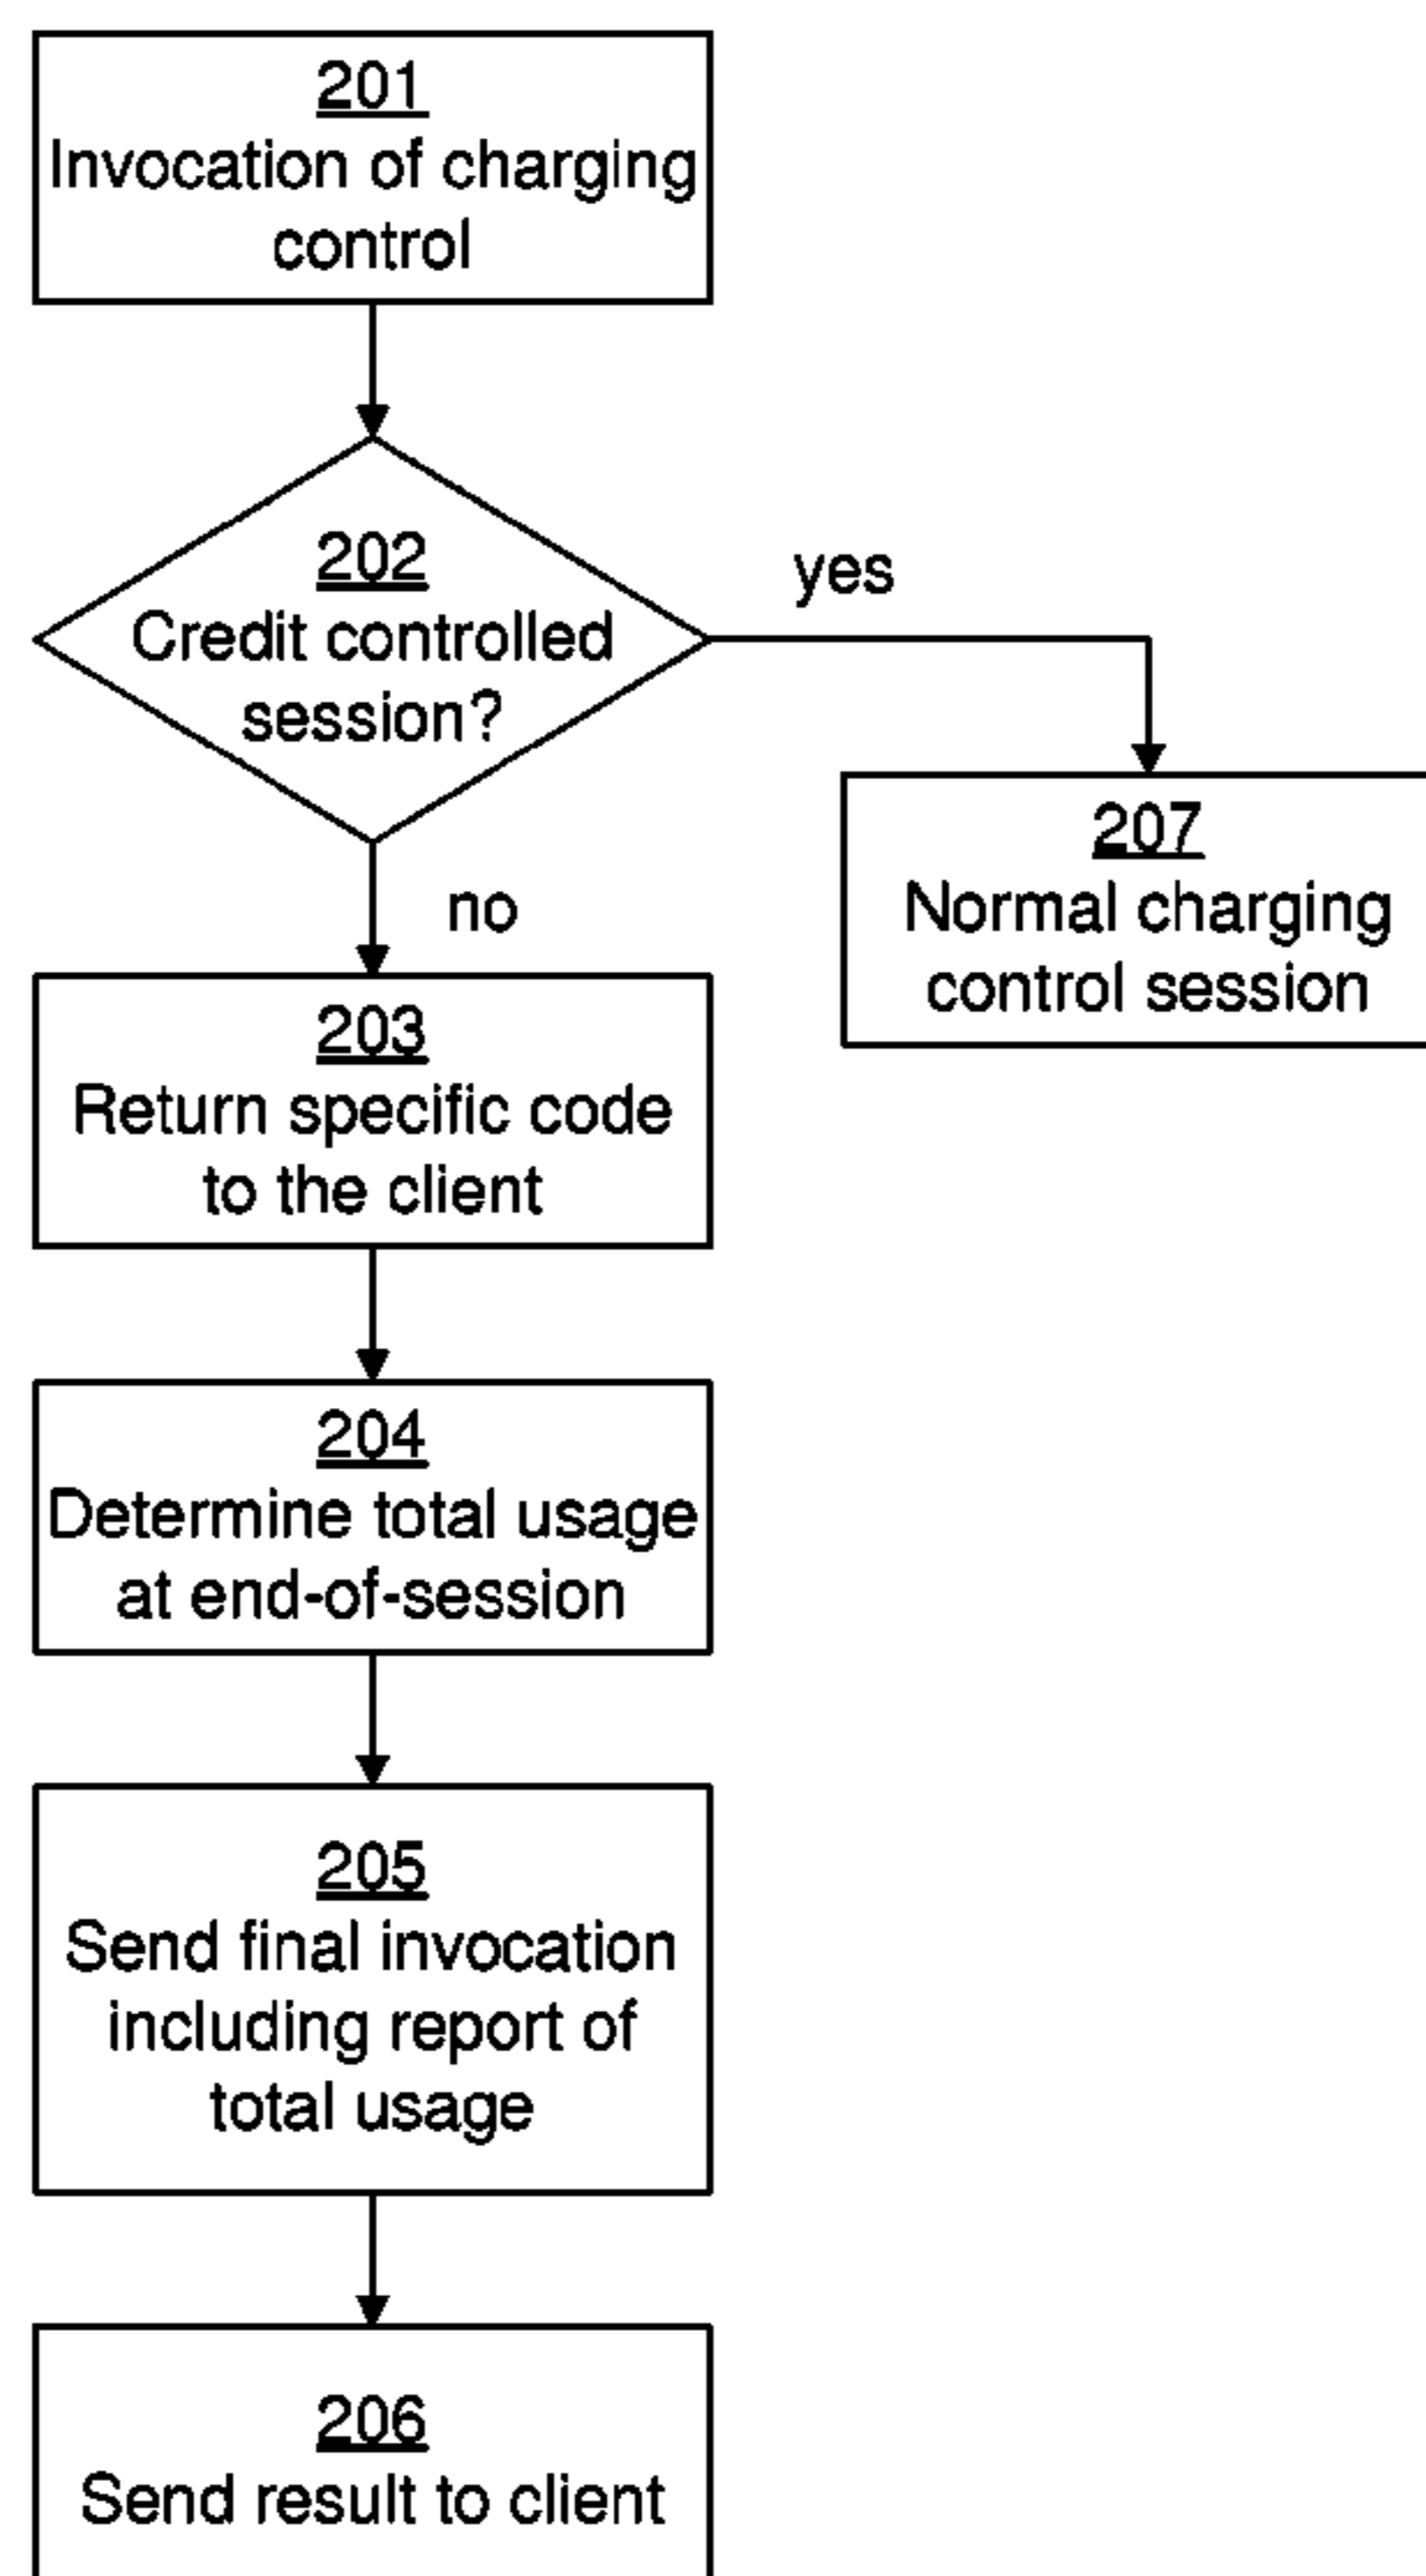 201
Invocation of charging
control
202
Credit controlled
session?
yes
no
207
Normal charging
control session
203
Return specific code
to the client
204
Determine total usage
at end-of-session
205
Send final invocation
including report of
total usage
206
Send result to client